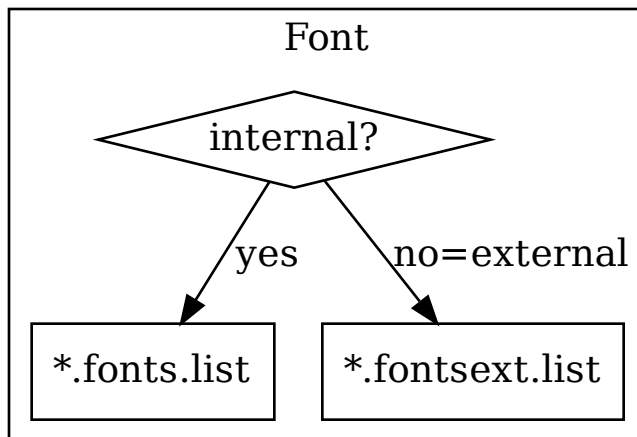 Font
internal?
yes
no=external
*.fonts.list
*.fontsext.list